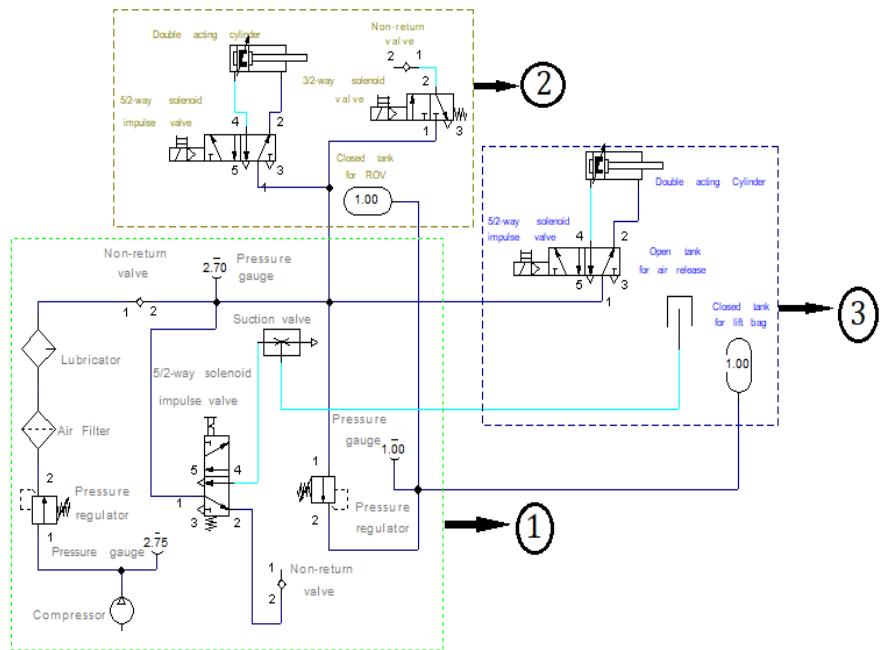 Double acting cylinder
Non-return
valve
2 1
2
3/2-way solenoid
valve
1
3
5/2-way solenoid
impulse valve
4 2
5 3
1
Closed tank
for ROV
1.00
2
Double acting Cylinder
5/2-way solenoid
impulse valve
4 2
5 3
1
Open tank
for air release
Closed tank
for lift bag
1.00
3
Non-return
valve
1 2
2.70
Pressure
gauge
Suction valve
Lubricator
5/2-way solenoid
impulse valve
Air Filter
5 4
1
3 2
2
Pressure
regulator
1
Pressure gauge
2.75
Compressor
Pressure
gauge
1.00
1
2
Pressure
regulator
1
2
Non-return
valve
1